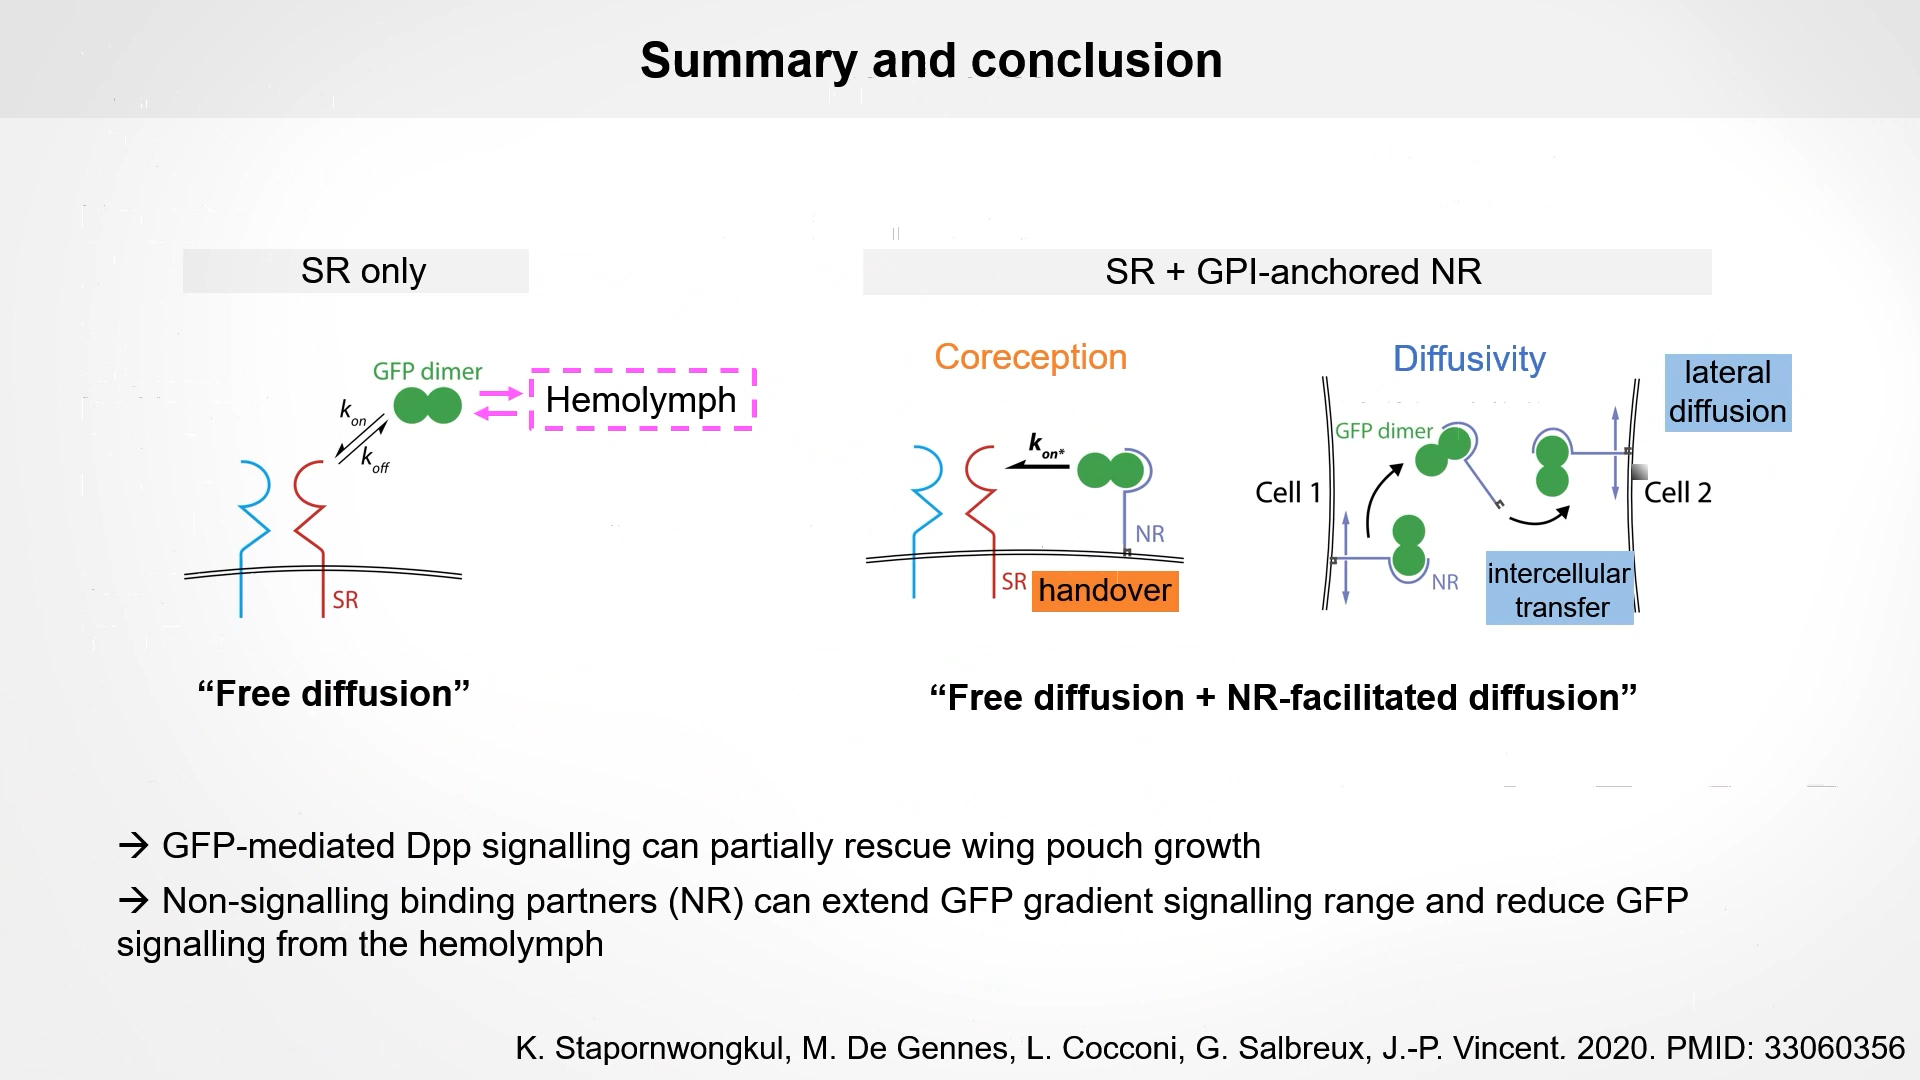 Summary and conclusion
SR only
SR + GPI-anchored NR
GFP dimer
kon
koff
Hemolymph
SR
“Free diffusion”
Coreception
kon*
NR
SR
handover
Diffusivity
lateral
diffusion
GFP dimer
Cell 1
Cell 2
NR
intercellular
transfer
“Free diffusion + NR-facilitated diffusion”
→ GFP-mediated Dpp signalling can partially rescue wing pouch growth
→ Non-signalling binding partners (NR) can extend GFP gradient signalling range and reduce GFP
signalling from the hemolymph
K. Stapornwongkul, M. De Gennes, L. Cocconi, G. Salbreux, J.-P. Vincent. 2020. PMID: 33060356